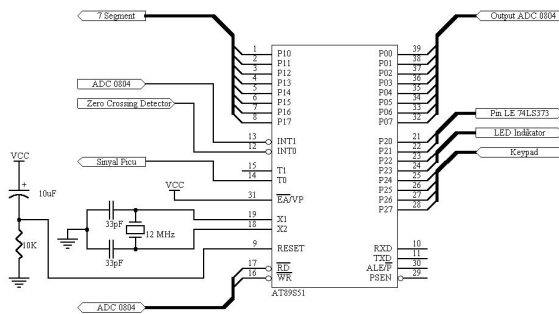 7 Segment
Output ADC 0804
1 P10 P00 39
2 P11 P01 38
3 P12 P02 37
4 P13 P03 36
5 P14 P04 35
6 P15 P05 34
7 P16 P06 33
8 P17 P07 32
ADC 0804
Zero Crossing Detector
Pin LE 74LS373
LED Indikator
Keypad
13 INT1 P20 21
12 INT0 P21 22
P22 23
15 T1 P23 24
14 T0 P24 25
P25 26
31 EA/VP P26 27
P27 28
Sinyal Picu
VCC
VCC
+
10uF
10K
33pF
12 MHz
33pF
19 X1
18 X2
9 RESET RXD 10
TXD 11
17 RD ALE/P 30
16 WR PSEN 29
ADC 0804
AT89S51